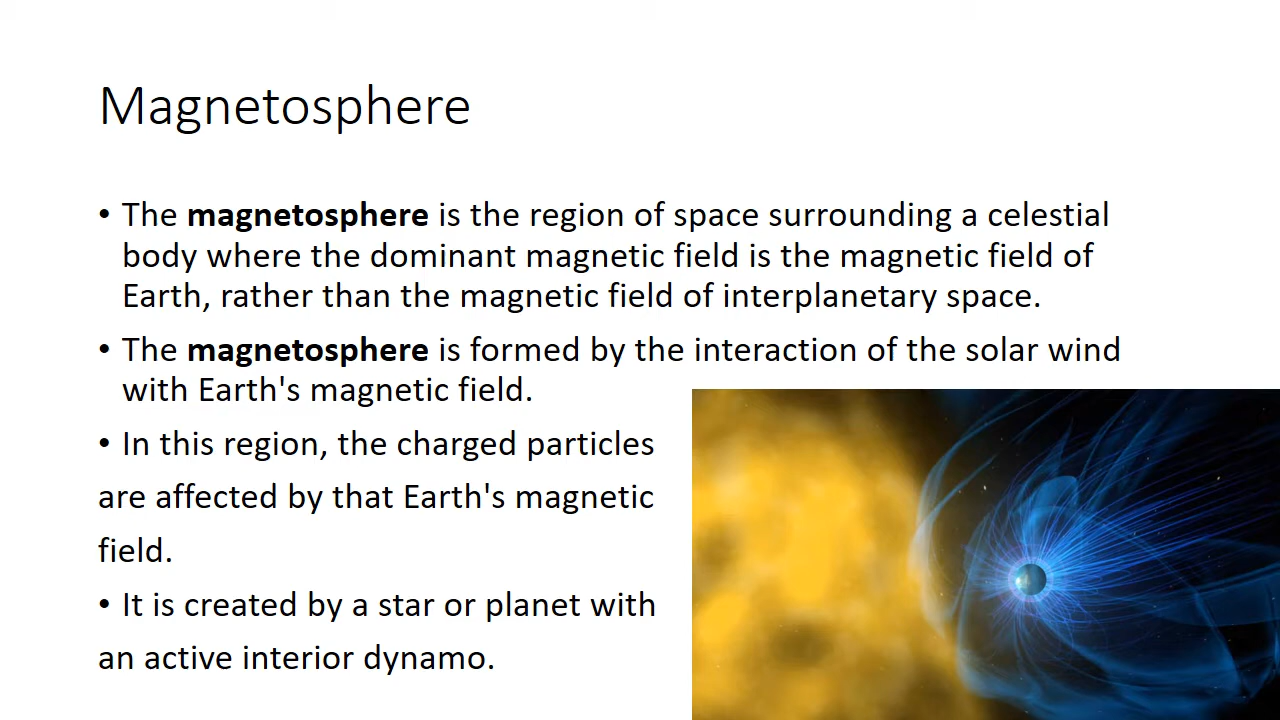 Magnetosphere
• The magnetosphere is the region of space surrounding a celestial
body where the dominant magnetic field is the magnetic field of
Earth, rather than the magnetic field of interplanetary space.
• The magnetosphere is formed by the interaction of the solar wind
with Earth's magnetic field.
• In this region, the charged particles
are affected by that Earth's magnetic
field.
• It is created by a star or planet with
an active interior dynamo.